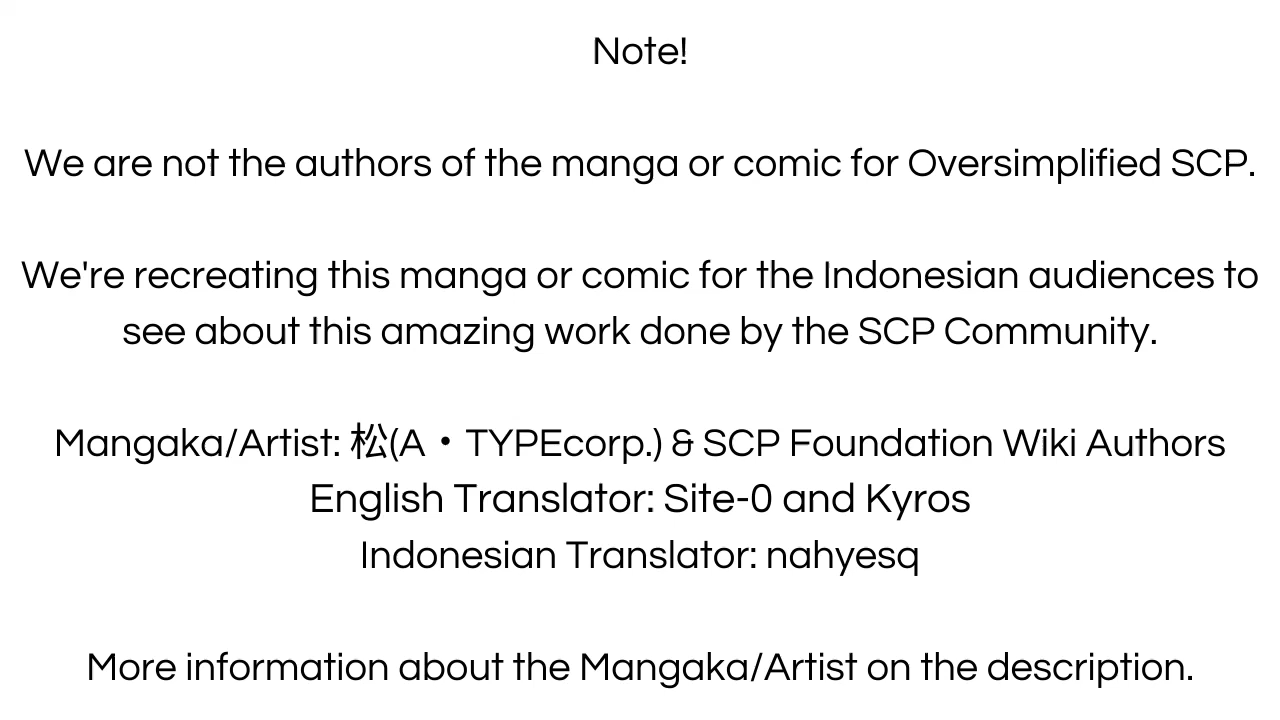 Note!
We are not the authors of the manga or comic for Oversimplified SCP.
We're recreating this manga or comic for the Indonesian audiences to
see about this amazing work done by the SCP Community.
Mangaka/Artist: 松(A・TYPEcorp.) & SCP Foundation Wiki Authors
English Translator: Site-0 and Kyros
Indonesian Translator: nahyesq
More information about the Mangaka/Artist on the description.